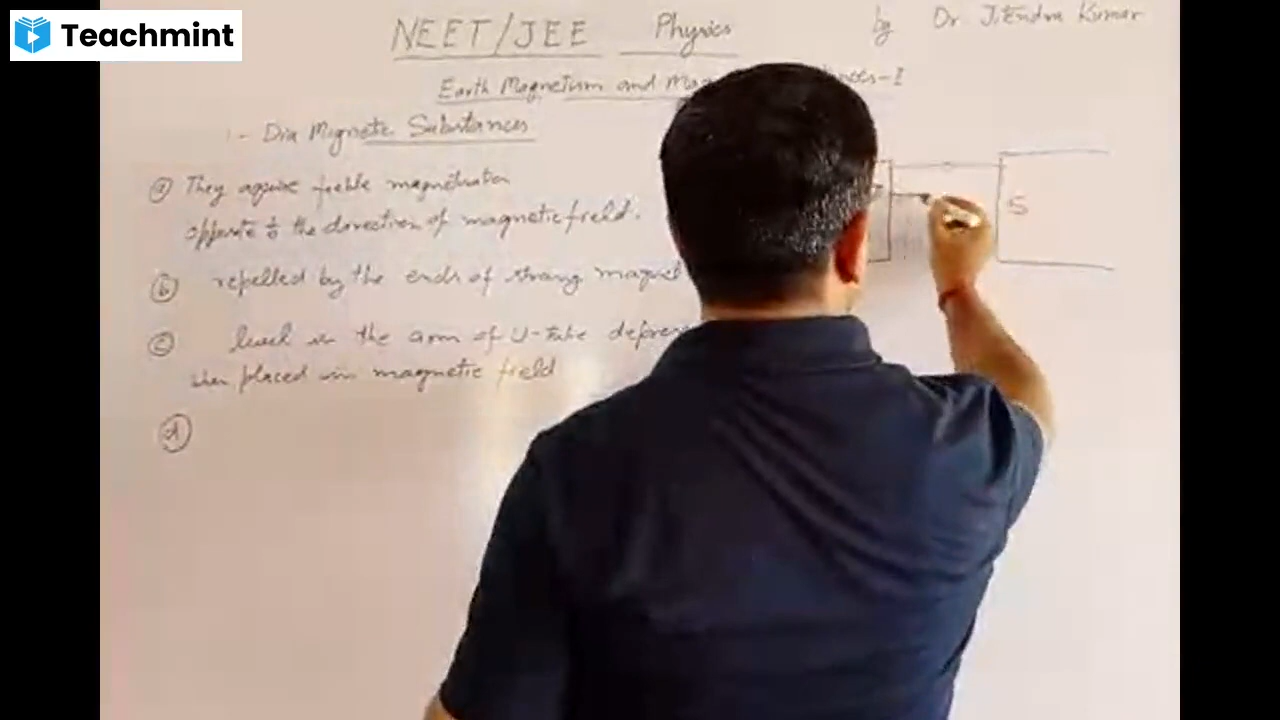 Teachmint
NEET/JEE Physics by Dr. Jitendra Kumar
Earth Magnetism and
1- Dia Magnetic Substances
(a) They aquire feeble magnetisation
opposite to the direction of magnetic field.
(b) repelled by the ends of strong magnet
(c) level in the arm of U-tube
when placed in magnetic field
(d)
S